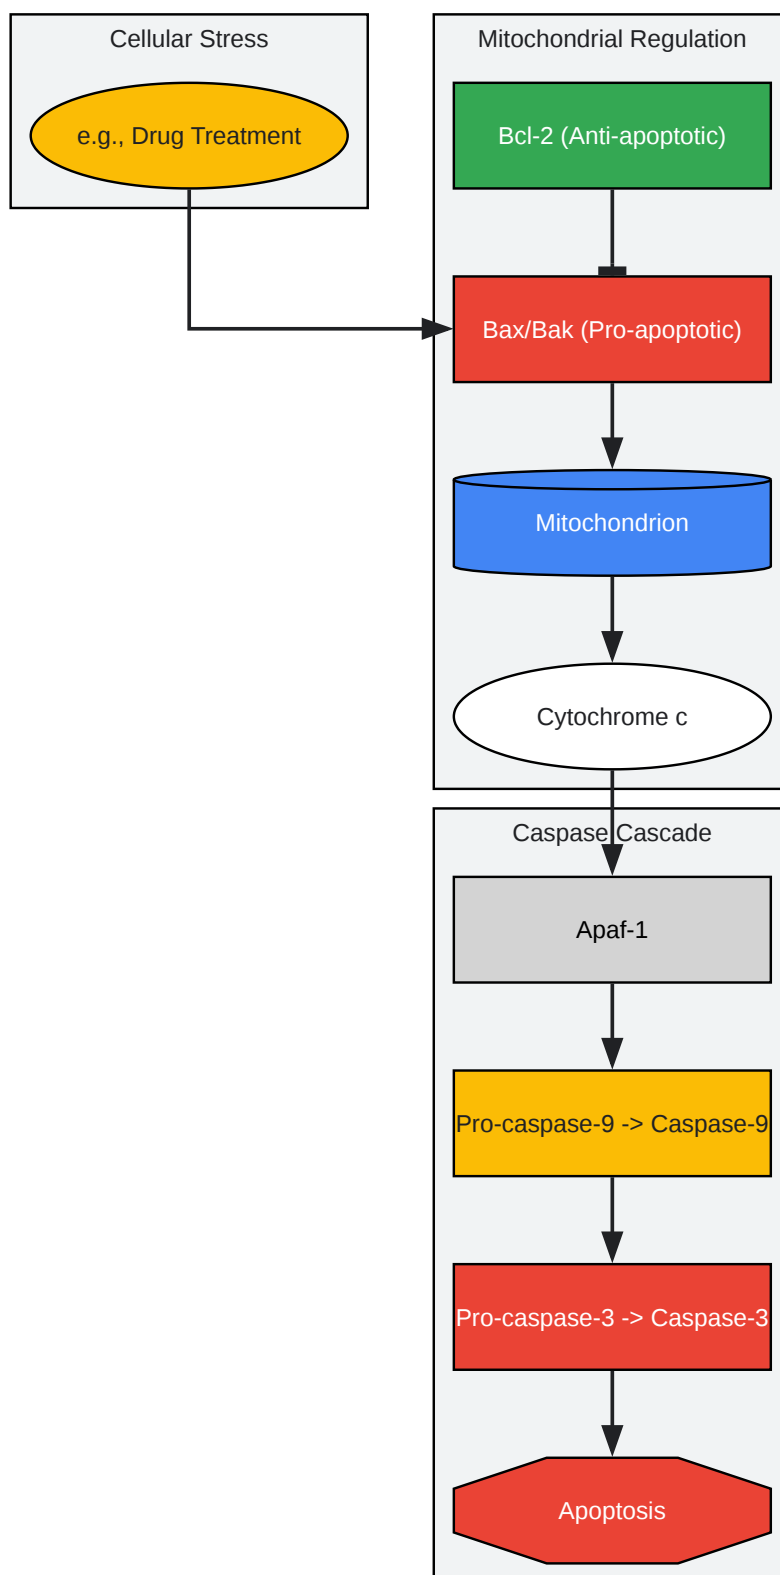 Cellular Stress
e.g., Drug Treatment
Mitochondrial Regulation
Bcl-2 (Anti-apoptotic)
Bax/Bak (Pro-apoptotic)
Mitochondrion
Cytochrome c
Caspase Cascade
Apaf-1
Pro-caspase-9 -> Caspase-9
Pro-caspase-3 -> Caspase-3
Apoptosis